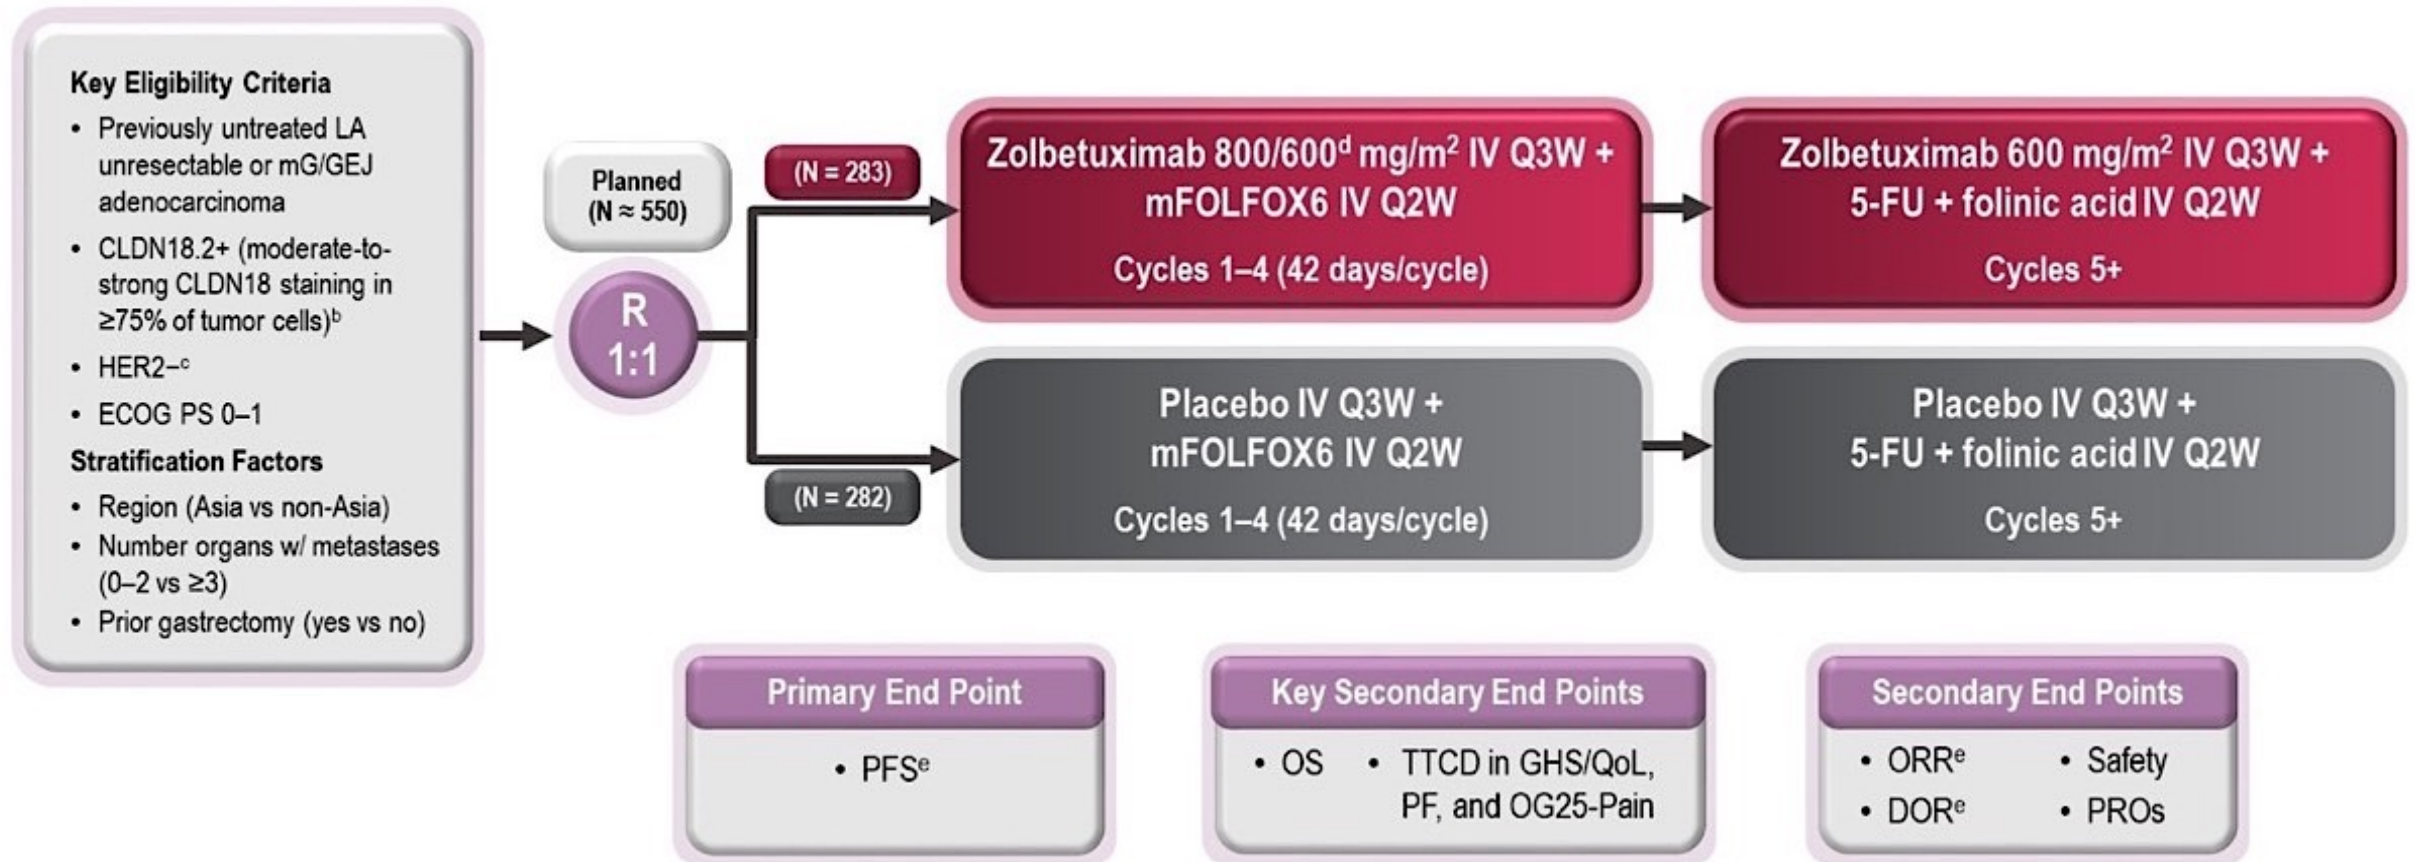 Key Eligibility Criteria
• Previously untreated LA
unresectable or mG/GEJ
adenocarcinoma
• CLDN18.2+ (moderate-to-
strong CLDN18 staining in
≥75% of tumor cells)ᵇ
• HER2–ᶜ
• ECOG PS 0–1
Stratification Factors
• Region (Asia vs non-Asia)
• Number organs w/ metastases
(0–2 vs ≥3)
• Prior gastrectomy (yes vs no)
Planned
(N ≈ 550)
R
1:1
(N = 283)
Zolbetuximab 800/600ᵈ mg/m² IV Q3W +
mFOLFOX6 IV Q2W
Cycles 1–4 (42 days/cycle)
Zolbetuximab 600 mg/m² IV Q3W +
5-FU + folinic acid IV Q2W
Cycles 5+
(N = 282)
Placebo IV Q3W +
mFOLFOX6 IV Q2W
Cycles 1–4 (42 days/cycle)
Placebo IV Q3W +
5-FU + folinic acid IV Q2W
Cycles 5+
Primary End Point
• PFSᵉ
Key Secondary End Points
• OS
• TTCD in GHS/QoL,
PF, and OG25-Pain
Secondary End Points
• ORRᵉ
• DORᵉ
• Safety
• PROs